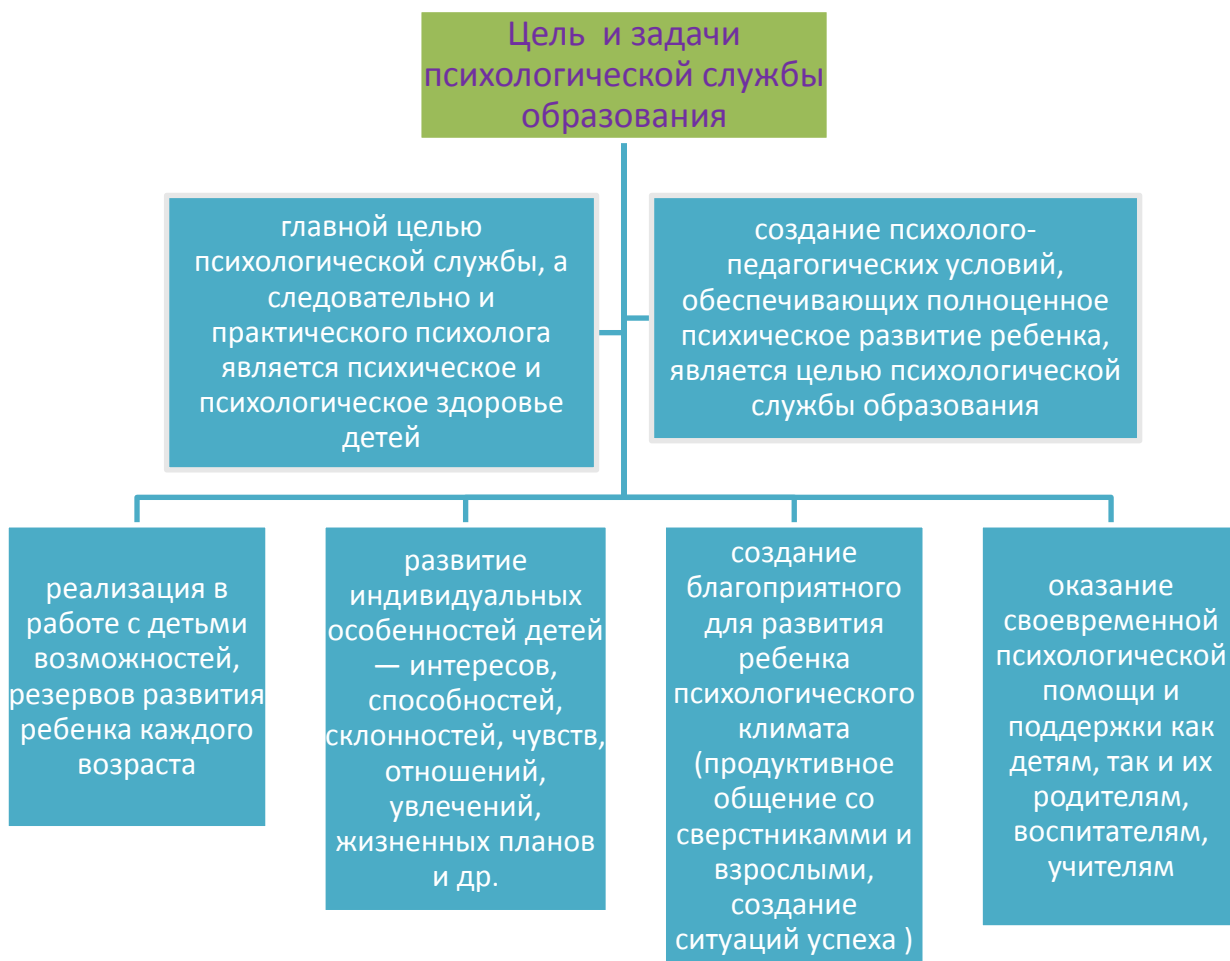 Цель  и задачи
психологической службы
образования
главной целью
психологической службы, а
следовательно и
практического психолога
является психическое и
психологическое здоровье
детей
создание психолого-
педагогических условий,
обеспечивающих полноценное
психическое развитие ребенка,
является целью психологической
службы образования
реализация в
работе с детьми
возможностей,
резервов развития
ребенка каждого
возраста
развитие
индивидуальных
особенностей детей
— интересов,
способностей,
склонностей, чувств,
отношений,
увлечений,
жизненных планов
и др.
создание
благоприятного
для развития
ребенка
психологического
климата
(продуктивное
общение со
сверстникамми и
взрослыми,
создание
ситуаций успеха )
оказание
своевременной
психологической
помощи и
поддержки как
детям, так и их
родителям,
воспитателям,
учителям